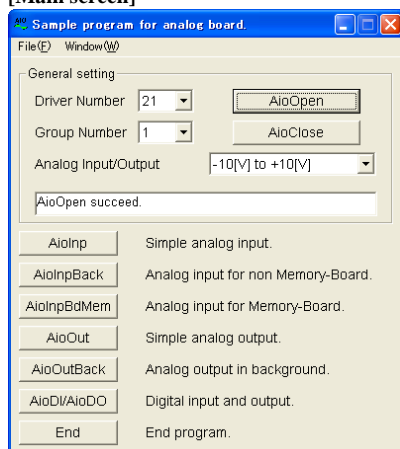 [Main screen]
Sample program for analog board.
File(F) Window(W)
General setting
Driver Number 21 AioOpen
Group Number 1 AioClose
Analog Input/Output -10[V] to +10[V]
AioOpen succeed.
AioInp Simple analog input.
AioInpBack Analog input for non Memory-Board.
AioInpBdMem Analog input for Memory-Board.
AioOut Simple analog output.
AioOutBack Analog output in background.
AioDI/AioDO Digital input and output.
End End program.